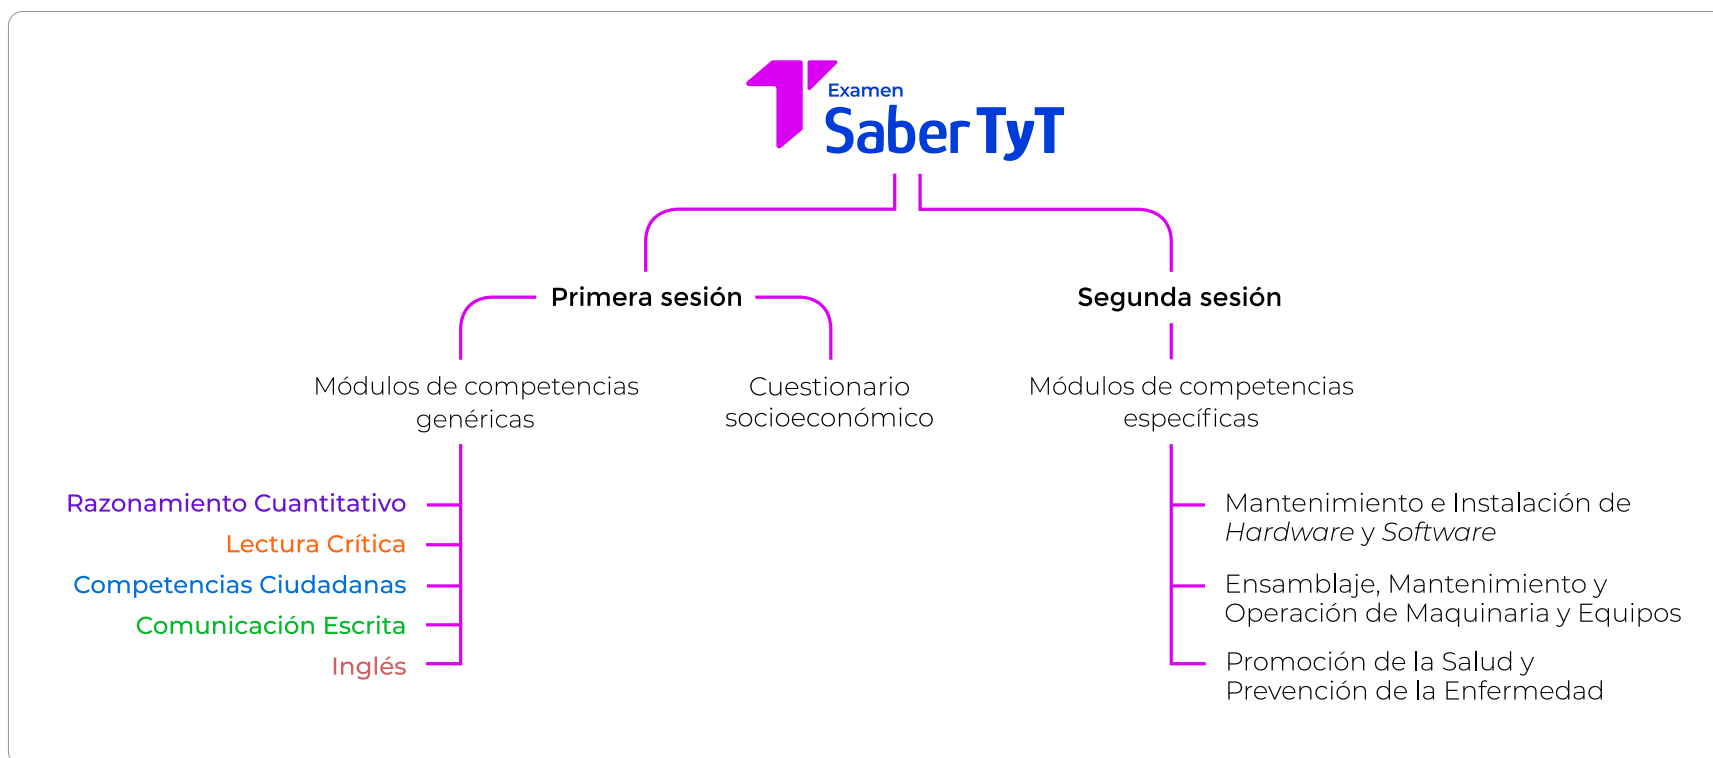 Examen
Saber TyT
Primera sesión
Segunda sesión
Módulos de competencias
genéricas
Cuestionario
socioeconómico
Módulos de competencias
específicas
Razonamiento Cuantitativo
Lectura Crítica
Competencias Ciudadanas
Comunicación Escrita
Inglés
Mantenimiento e Instalación de
Hardware y Software
Ensamblaje, Mantenimiento y
Operación de Maquinaria y Equipos
Promoción de la Salud y
Prevención de la Enfermedad